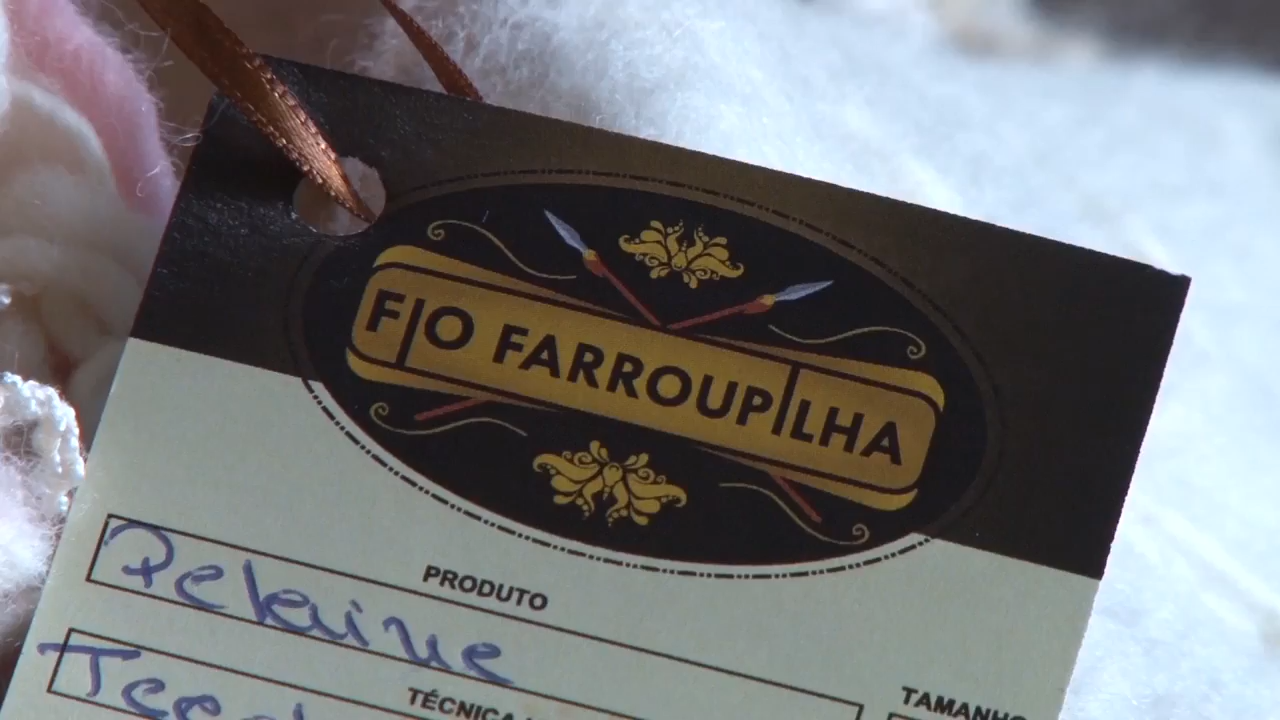 FIO FARROUPILHA
PRODUTO
Pelerine
TÉCNICA
TAMANHO